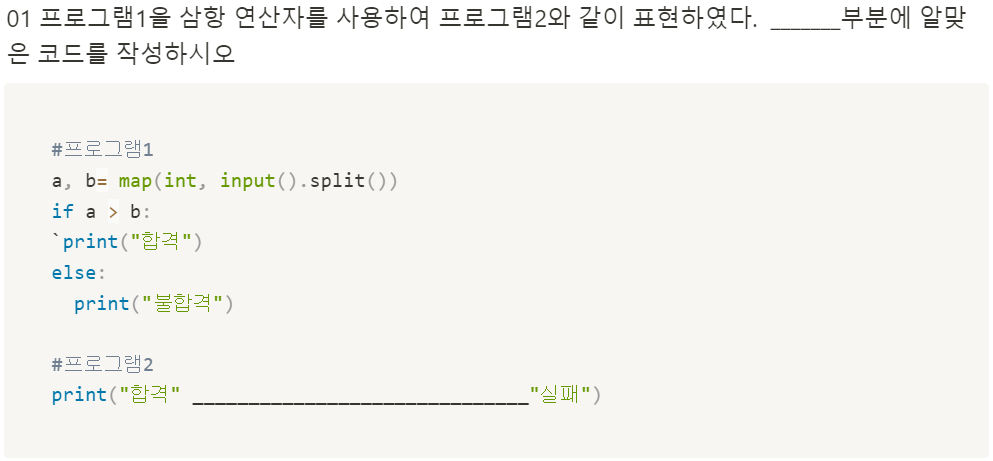 01 프로그램1을 삼항 연산자를 사용하여 프로그램2와 같이 표현하였다. _______부분에 알맞
은 코드를 작성하시오
#프로그램1
a, b= map(int, input().split())
if a > b:
`print("합격")
else:
  print("불합격")
#프로그램2
print("합격" ______________________________"실패")